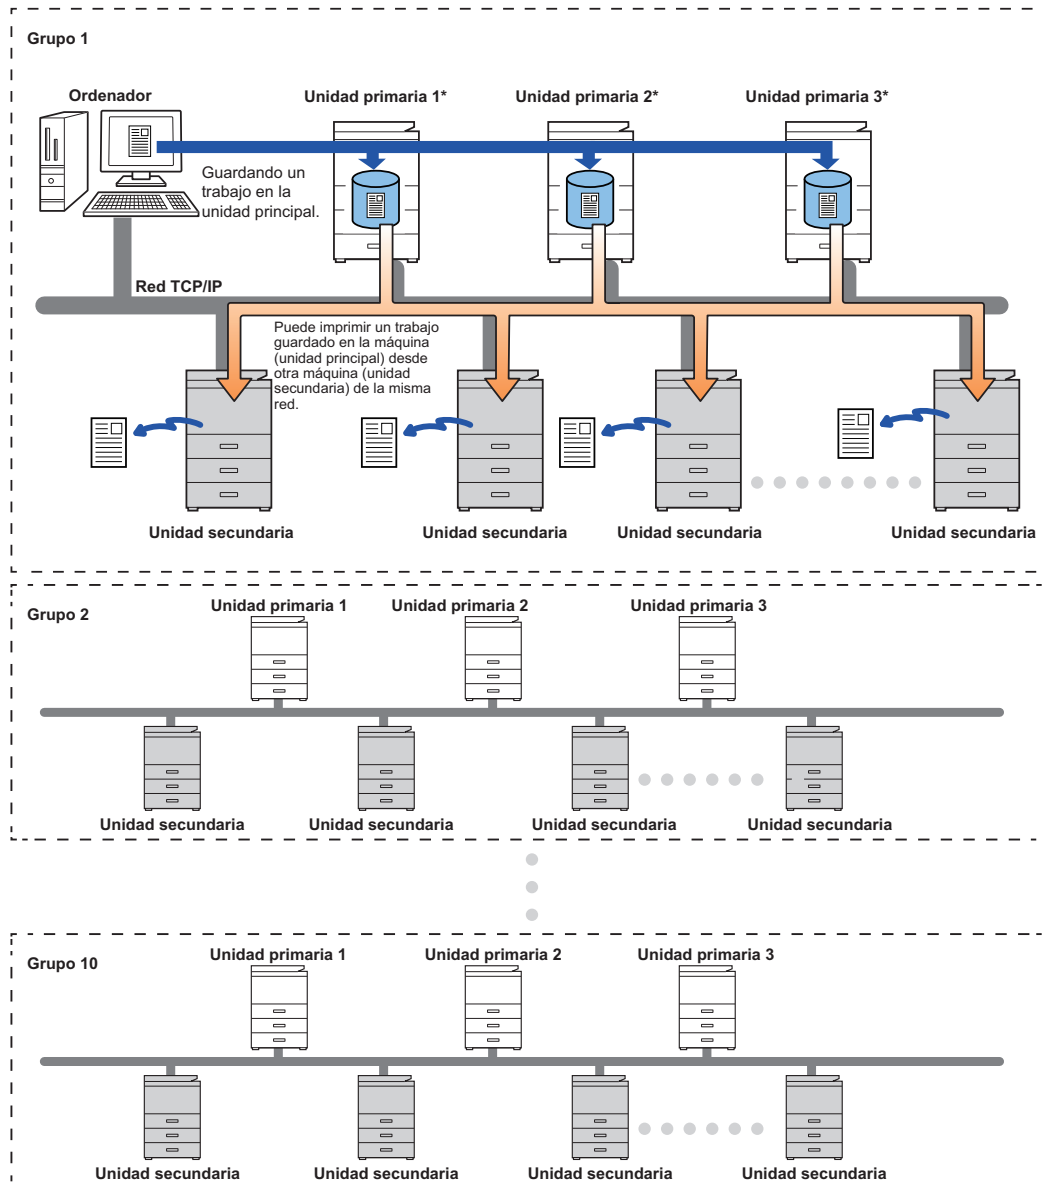 Grupo 1
Ordenador
Unidad primaria 1*
Unidad primaria 2*
Unidad primaria 3*
Guardando un
trabajo en la
unidad principal.
Red TCP/IP
Puede imprimir un trabajo
guardado en la máquina
(unidad principal) desde
otra máquina (unidad
secundaria) de la misma
red.
Unidad secundaria
Unidad secundaria
Unidad secundaria
Unidad secundaria
Grupo 2
Unidad primaria 1
Unidad primaria 2
Unidad primaria 3
Unidad secundaria
Unidad secundaria
Unidad secundaria
Unidad secundaria
Grupo 10
Unidad primaria 1
Unidad primaria 2
Unidad primaria 3
Unidad secundaria
Unidad secundaria
Unidad secundaria
Unidad secundaria